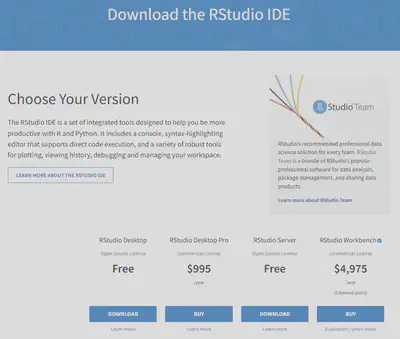 Download the RStudio IDE
Choose Your Version
The RStudio IDE is a set of integrated tools designed to help you be more
productive with R and Python. It includes a console, syntax-highlighting
editor that supports direct code execution, and a variety of robust tools
for plotting, viewing history, debugging and managing your workspace.
LEARN MORE ABOUT THE RSTUDIO IDE
R Studio Team
RStudio's recommended professional data
science solution for every team. RStudio
Team is a bundle of RStudio's popular
professional software for data analysis,
package management, and sharing data
products.
Learn more about RStudio Team
RStudio Desktop RStudio Desktop Pro RStudio Server RStudio Workbench
Open Source License Commercial License Open Source License Commercial License
Free $995 Free $4,975
/year /year
(5 Named Users)
DOWNLOAD BUY DOWNLOAD BUY
Learn more Learn more Learn more Evaluation | Learn more